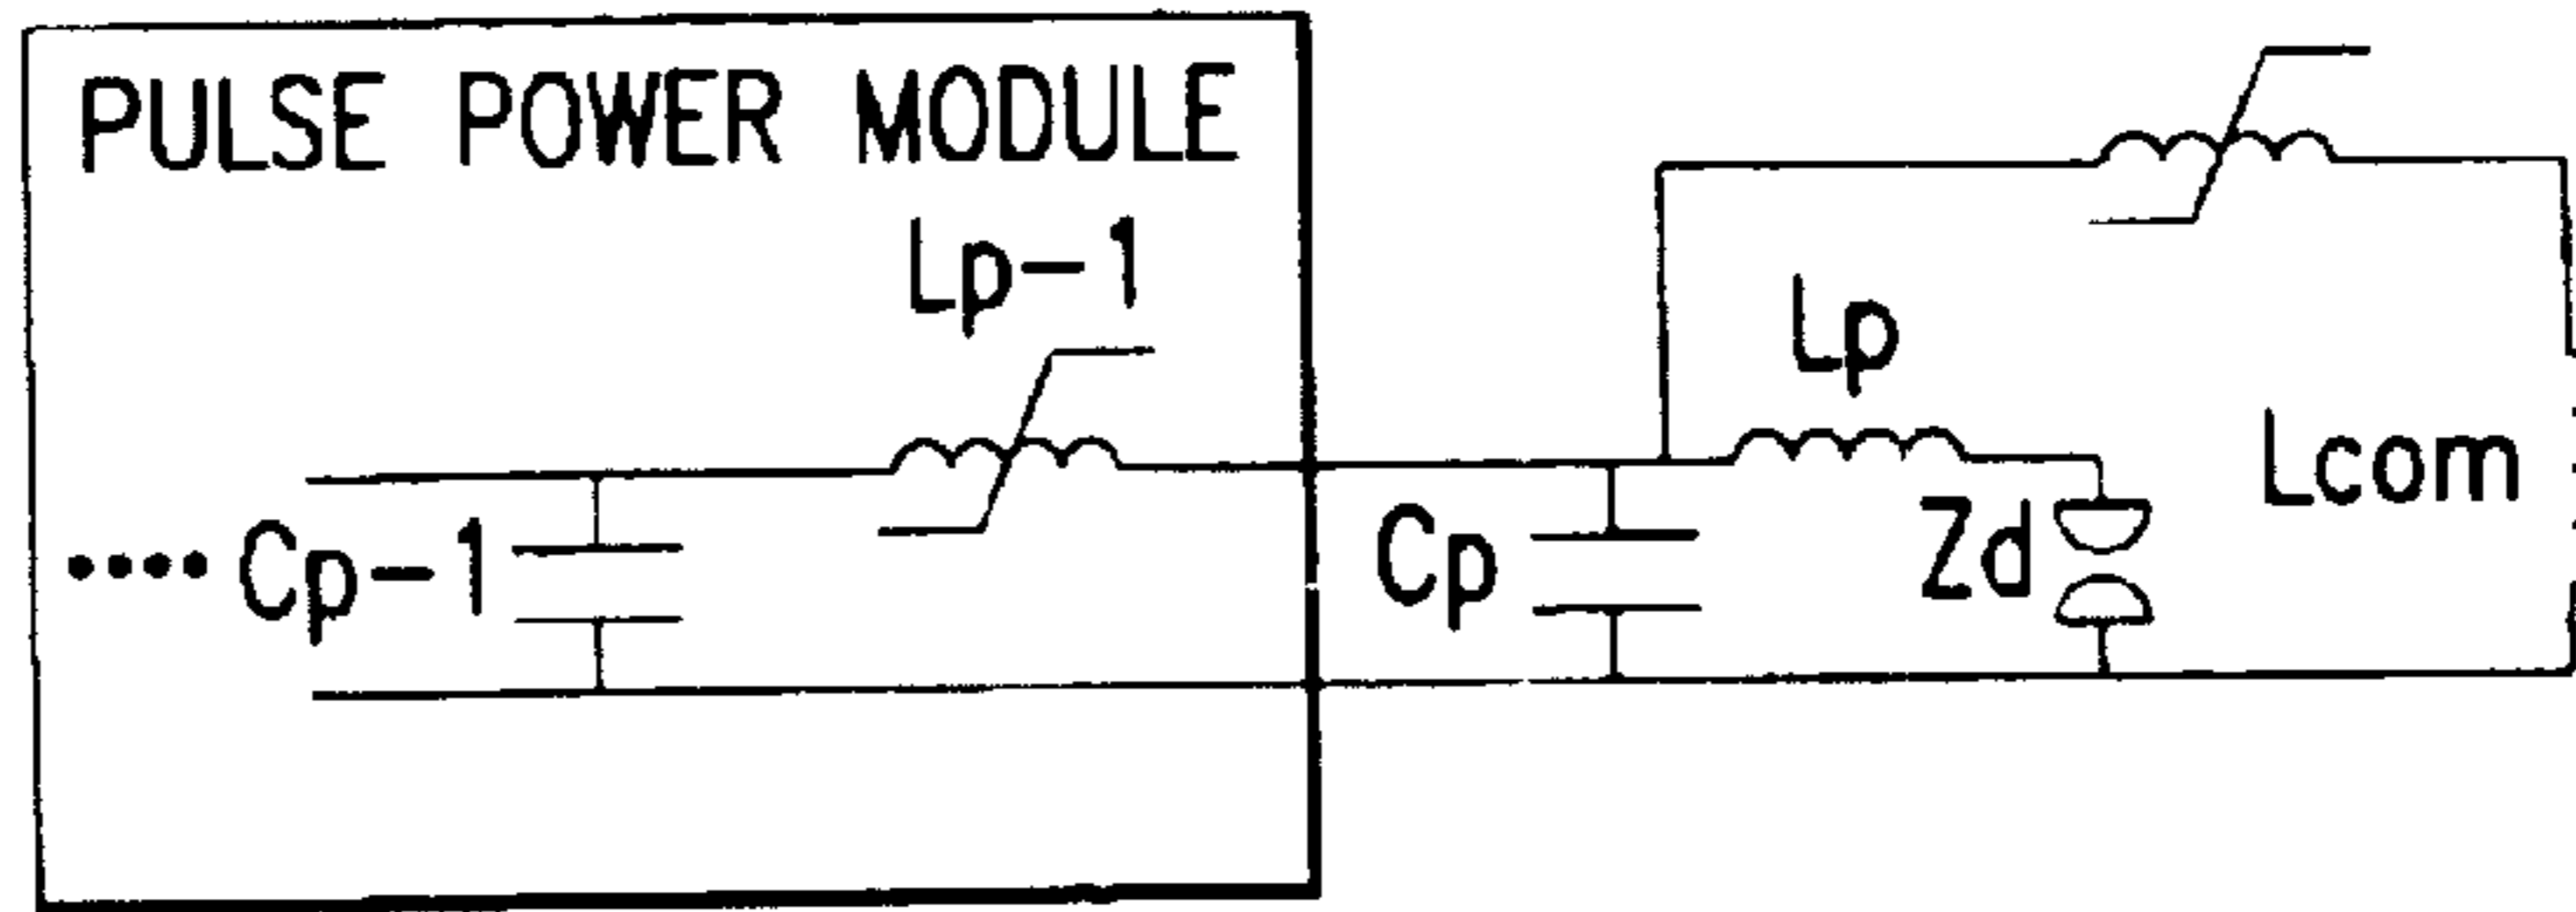 PULSE POWER MODULE
Lp-1
Lp
Lcom
Cp
Zd
....Cp-1